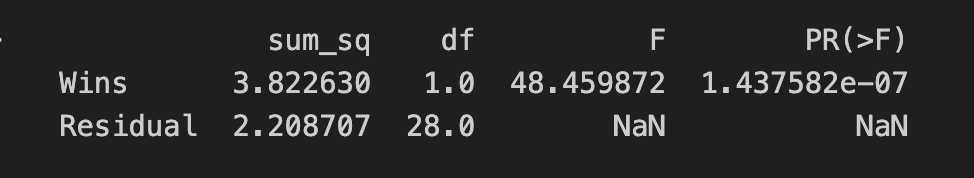 sum_sq df F PR(>F)
Wins 3.822630 1.0 48.459872 1.437582e-07
Residual 2.208707 28.0 NaN NaN